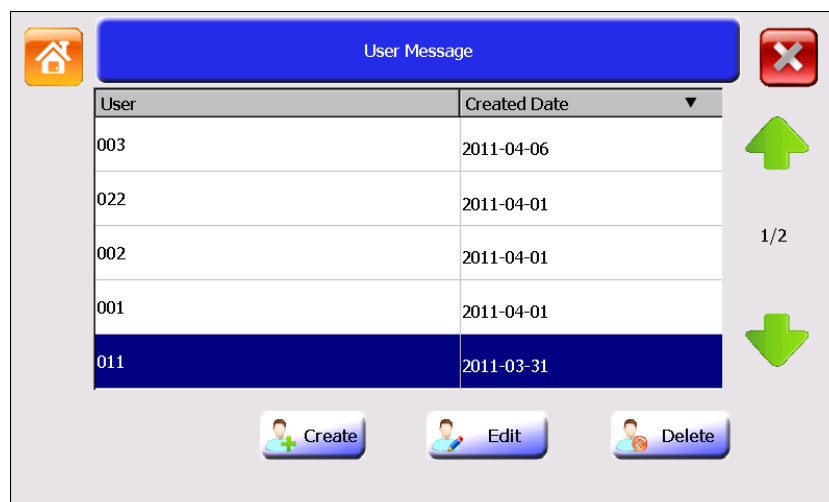 User Message
User Created Date ▼
003 2011-04-06
022 2011-04-01
1/2
002 2011-04-01
001 2011-04-01
011 2011-03-31
Create Edit Delete